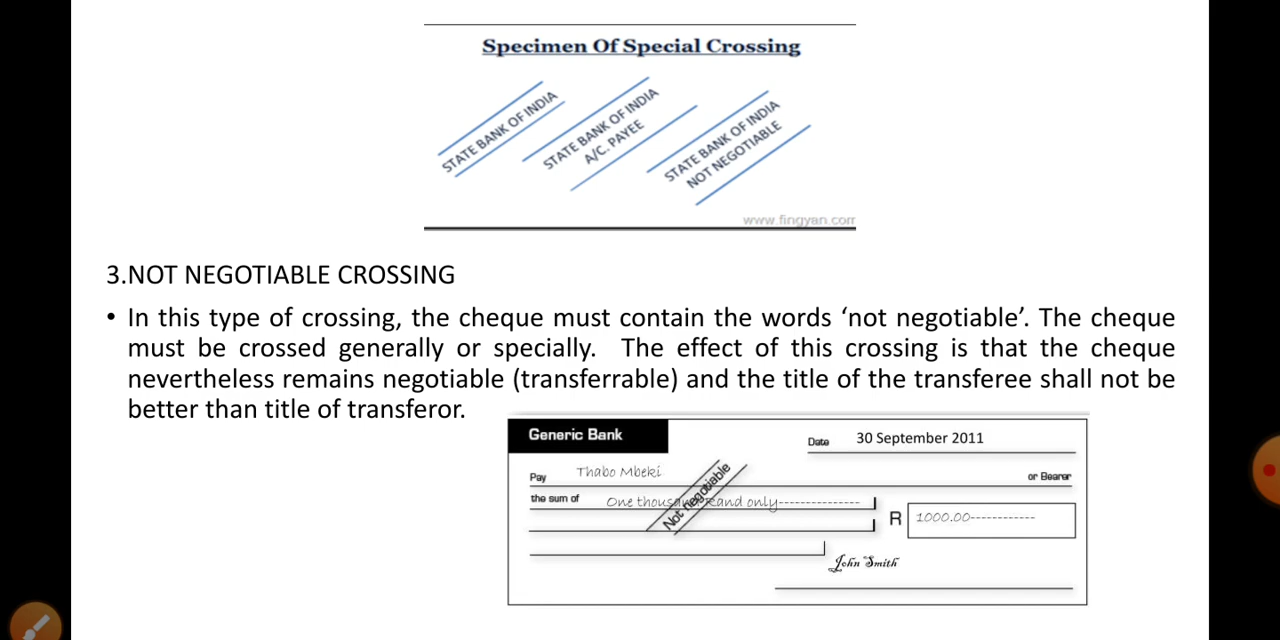 Specimen Of Special Crossing
STATE BANK OF INDIA
STATE BANK OF INDIA
A/C. PAYEE
STATE BANK OF INDIA
NOT NEGOTIABLE
www.fingyan.com
3.NOT NEGOTIABLE CROSSING
• In this type of crossing, the cheque must contain the words ‘not negotiable’. The cheque
must be crossed generally or specially. The effect of this crossing is that the cheque
nevertheless remains negotiable (transferrable) and the title of the transferee shall not be
better than title of transferor.
Generic Bank
Date 30 September 2011
Pay Thabo Mbeki or Bearer
the sum of One thousand Rand only----------------
Not negotiable
R 1000.00------------
John Smith